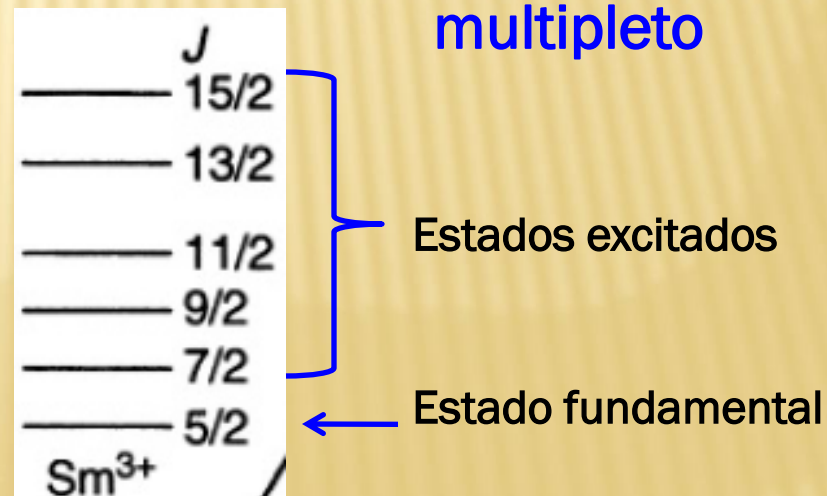 multipleto
J
15/2
13/2
11/2
9/2
7/2
5/2
Sm³⁺
Estados excitados
Estado fundamental